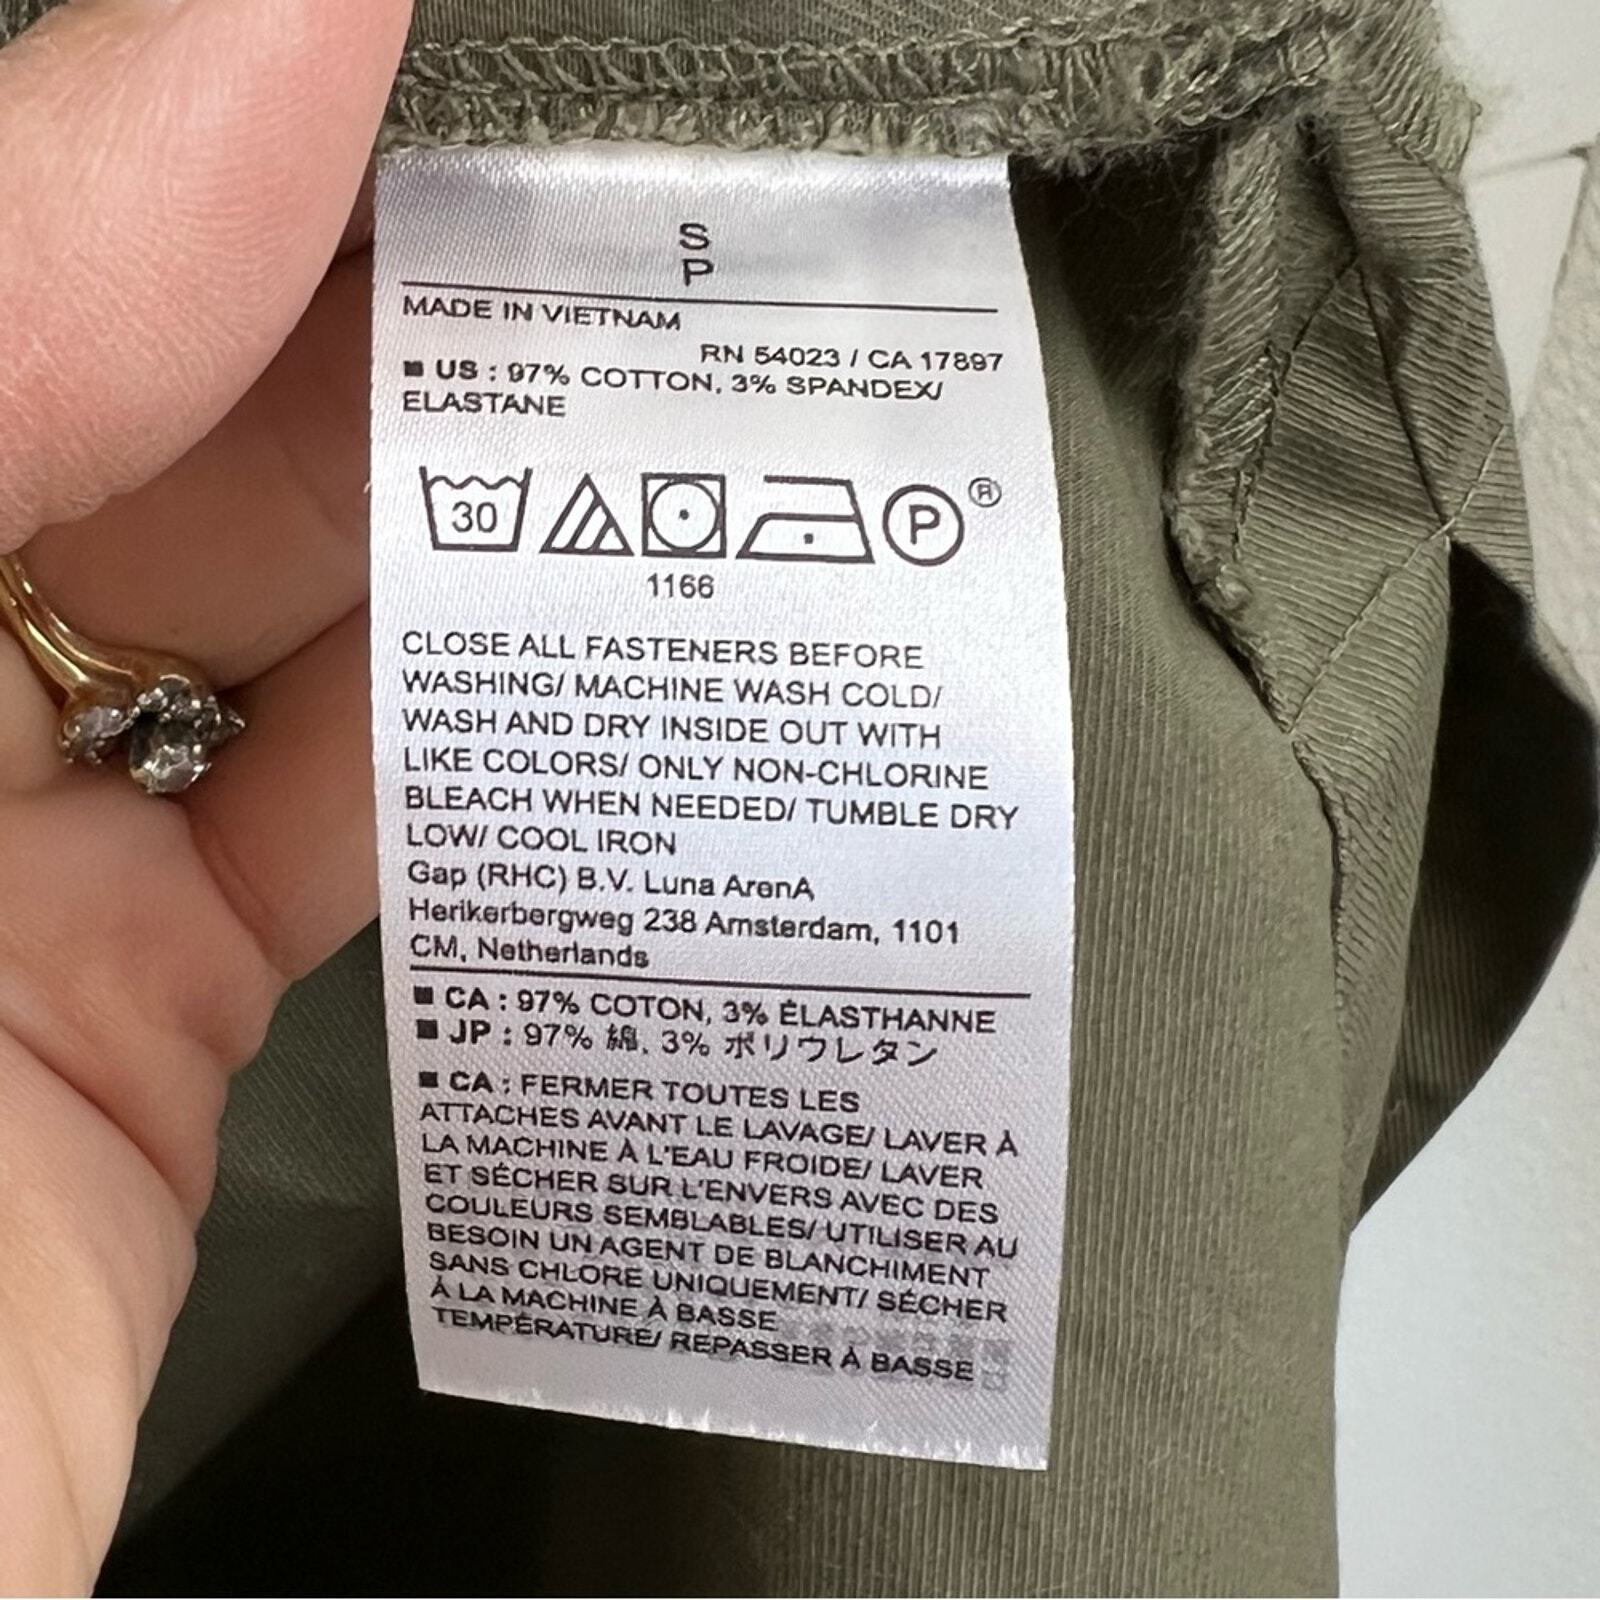 S
P
MADE IN VIETNAM
RN 54023 / CA 17897
■ US : 97% COTTON, 3% SPANDEX/
ELASTANE
30
P
®
1166
CLOSE ALL FASTENERS BEFORE
WASHING/ MACHINE WASH COLD/
WASH AND DRY INSIDE OUT WITH
LIKE COLORS/ ONLY NON-CHLORINE
BLEACH WHEN NEEDED/ TUMBLE DRY
LOW/ COOL IRON
Gap (RHC) B.V. Luna ArenA
Herikerbergweg 238 Amsterdam, 1101
CM, Netherlands
■ CA : 97% COTON, 3% ÉLASTHANNE
■ JP : 97% 綿, 3% ポリウレタン
■ CA : FERMER TOUTES LES
ATTACHES AVANT LE LAVAGE/ LAVER À
LA MACHINE À L'EAU FROIDE/ LAVER
ET SÉCHER SUR L'ENVERS AVEC DES
COULEURS SEMBLABLES/ UTILISER AU
BESOIN UN AGENT DE BLANCHIMENT
SANS CHLORE UNIQUEMENT/ SÉCHER
À LA MACHINE À BASSE
TEMPÉRATURE/ REPASSER À BASSE